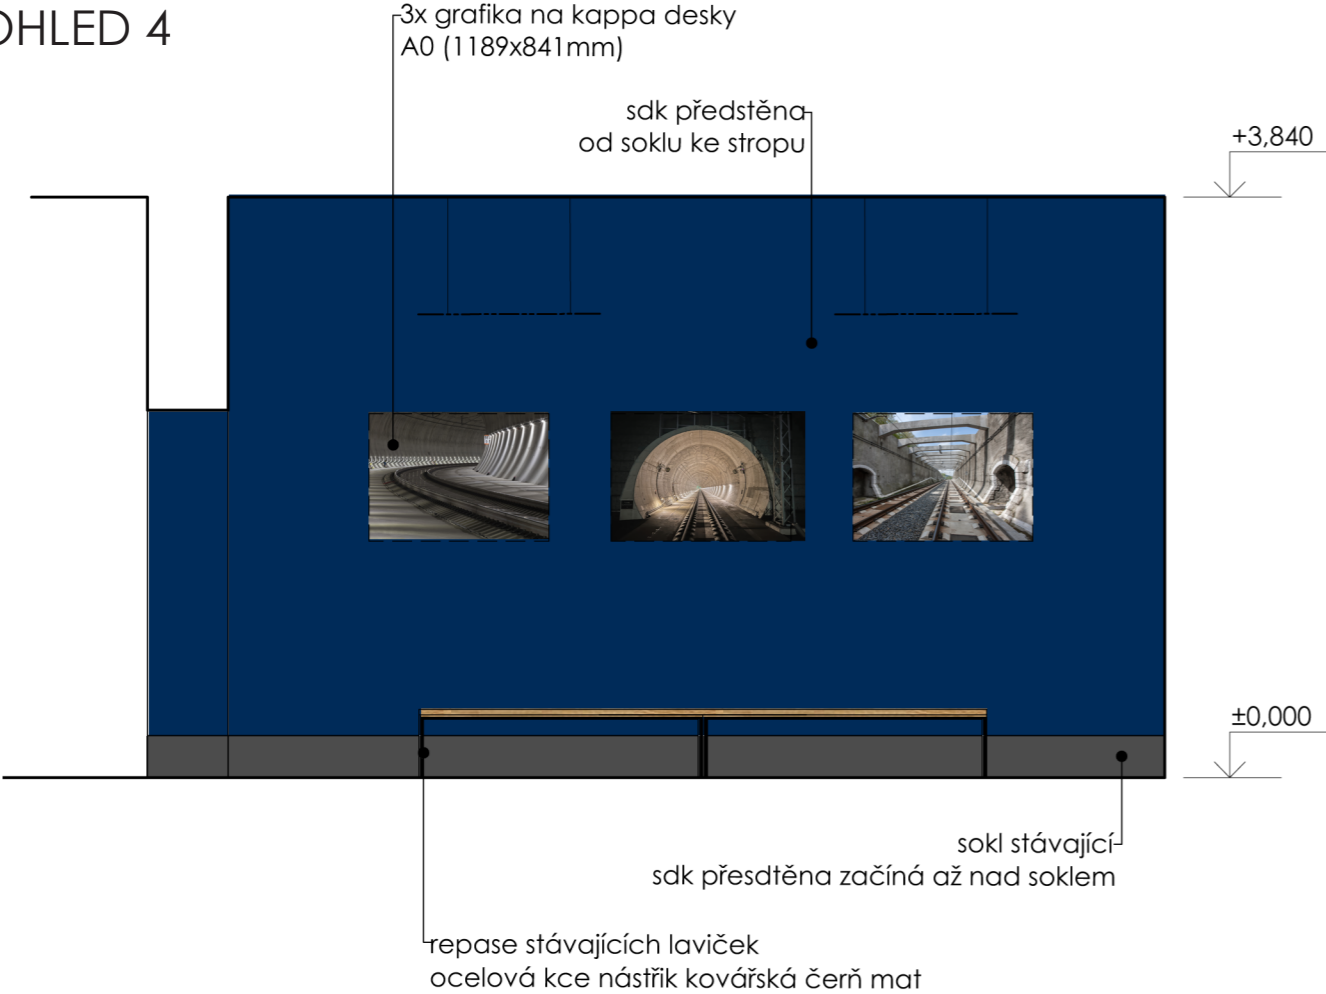 OHLED 4
3x grafika na kappa desky
A0 (1189x841mm)
sdk předstěna
od soklu ke stropu
+3,840
±0,000
sokl stávající
sdk přesdtěna začíná až nad soklem
repase stávajících laviček
ocelová kce nástřik kovářská čerň mat